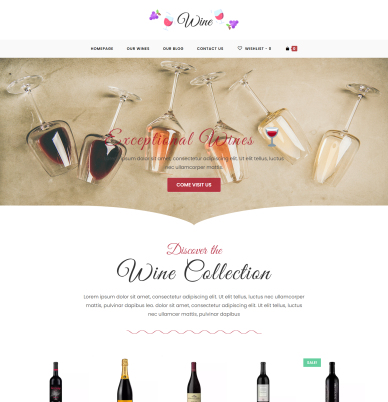 Wine
HOMEPAGE OUR WINES OUR BLOG CONTACT US WISHLIST - 0 0
Exceptional Wines
ipsum dolor sit amet, consectetur adipiscing elit. Ut elit tellus, luctus
nec ullamcorper mattis.
COME VISIT US
Discover the
Wine Collection
Lorem ipsum dolor sit amet, consectetur adipiscing elit. Ut elit tellus, luctus nec ullamcorper
mattis, pulvinar dapibus leo. Lorem ipsum dolor sit amet, consectetur adipiscing elit. Ut elit tellus, luctus
nec ullamcorper mattis, pulvinar dapibus
SALE!